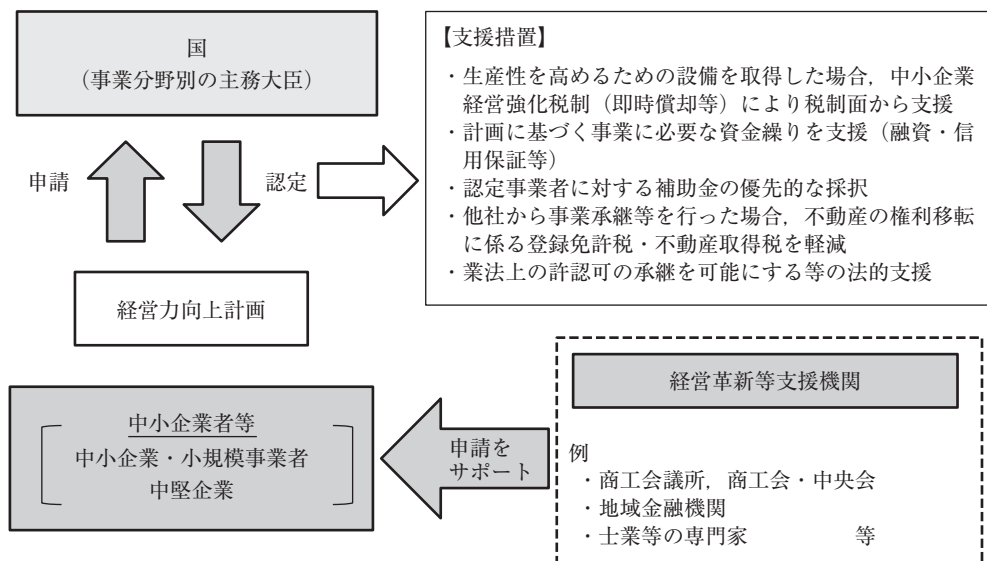 国
（事業分野別の主務大臣）
申請
認定
【支援措置】
・生産性を高めるための設備を取得した場合，中小企業
経営強化税制（即時償却等）により税制面から支援
・計画に基づく事業に必要な資金繰りを支援（融資・信
用保証等）
・認定事業者に対する補助金の優先的な採択
・他社から事業承継等を行った場合，不動産の権利移転
に係る登録免許税・不動産取得税を軽減
・業法上の許認可の承継を可能にする等の法的支援
経営力向上計画
中小企業者等
中小企業・小規模事業者
中堅企業
申請を
サポート
経営革新等支援機関
例
・商工会議所，商工会・中央会
・地域金融機関
・士業等の専門家　　　　　等